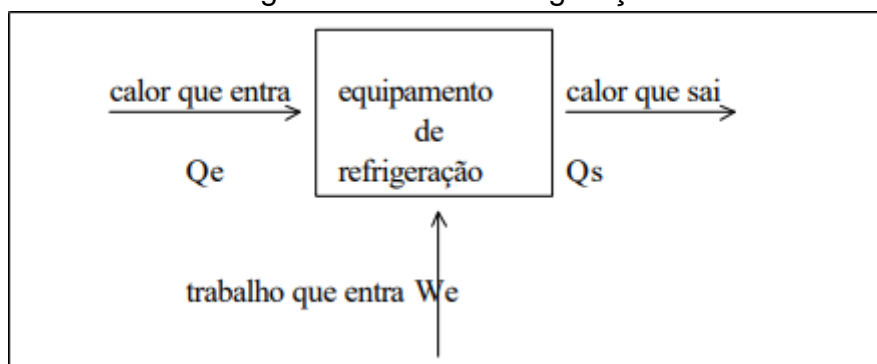 calor que entra equipamento calor que sai
de
Qe refrigeração Qs
trabalho que entra We